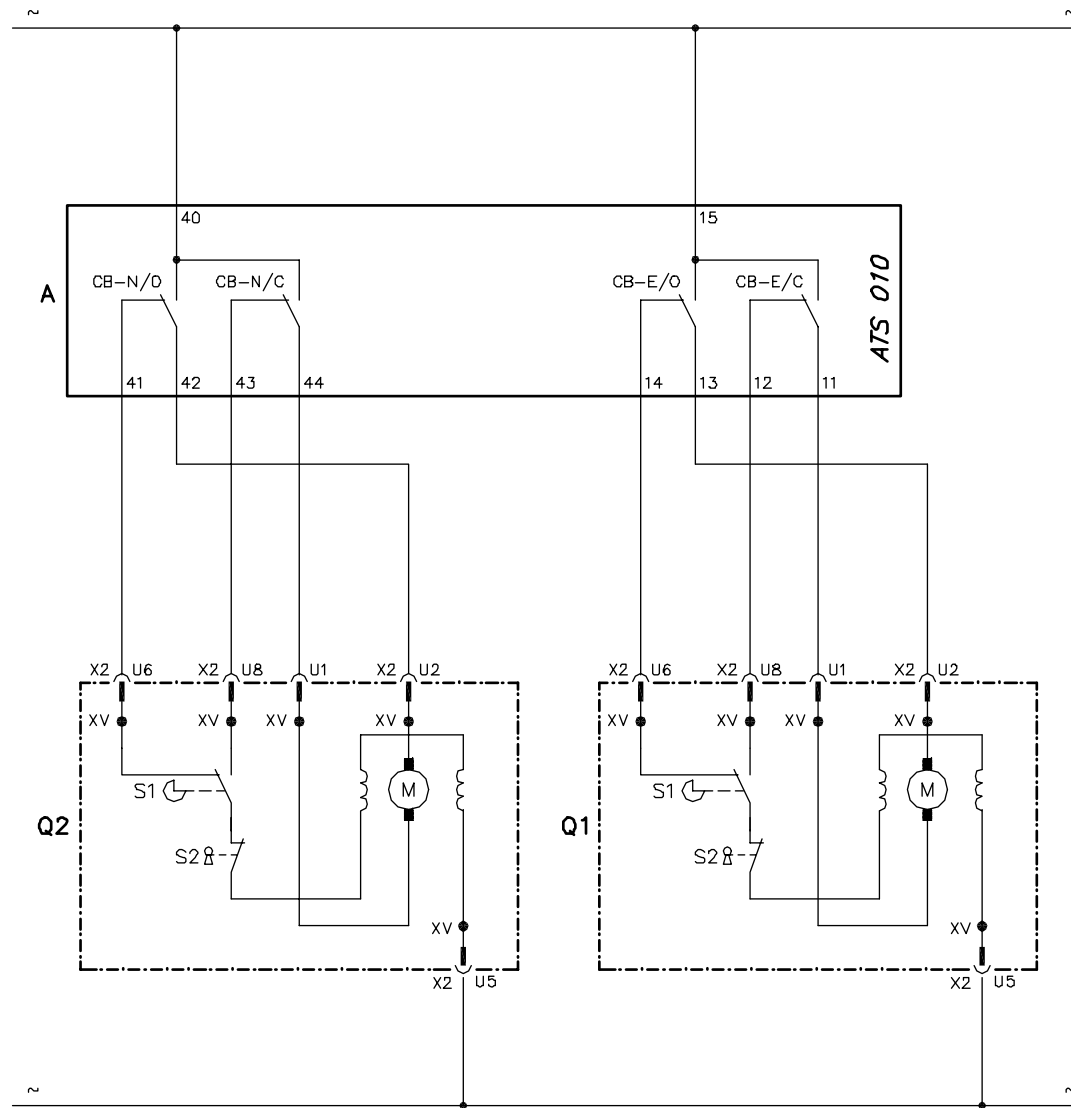 ~ ~
40 15
CB-N/O CB-N/C CB-E/O CB-E/C
A
ATS 010
41 42 43 44 14 13 12 11
X2 U6 X2 U8 U1 X2 U2 X2 U6 X2 U8 U1 X2 U2
XV XV XV XV XV XV XV XV
S1 M S1 M
Q2 Q1
S2 S2
XV XV
X2 U5 X2 U5
~ ~